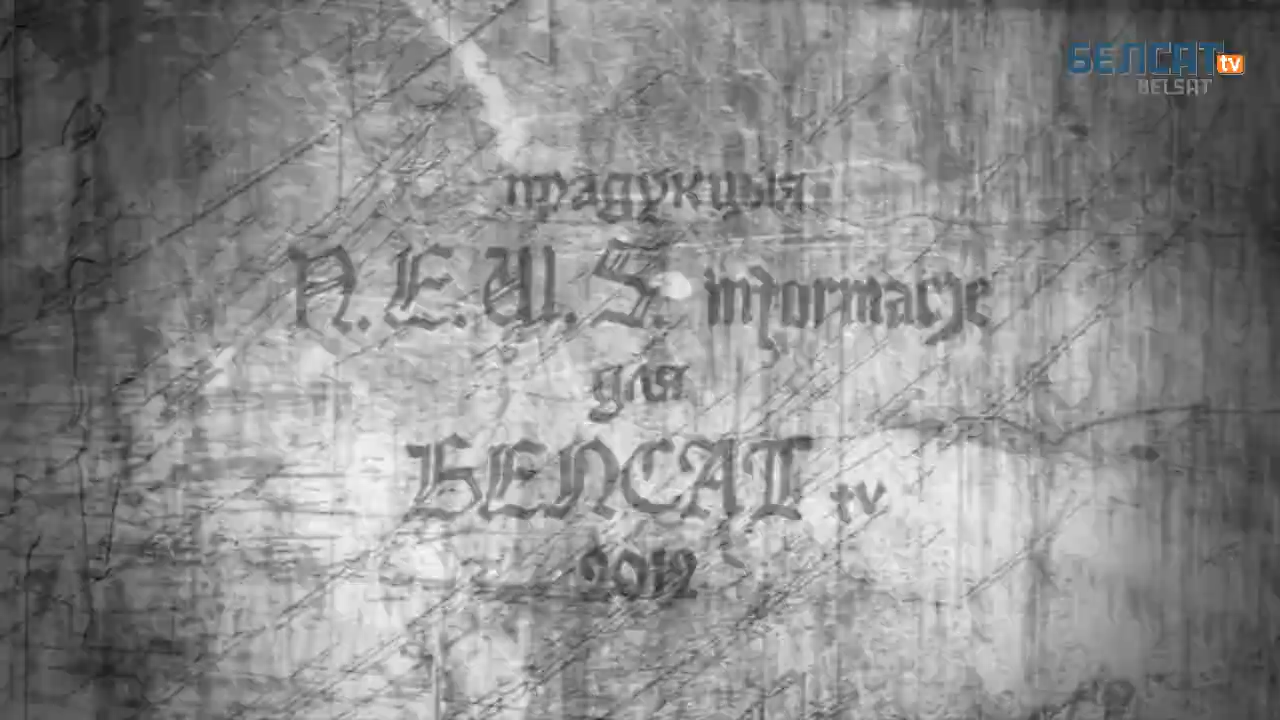 БЕЛСАТ tv
BELSAT
прадукцыя
N.E.W.S. informacje
для
БЕЛСАТ tv
2012